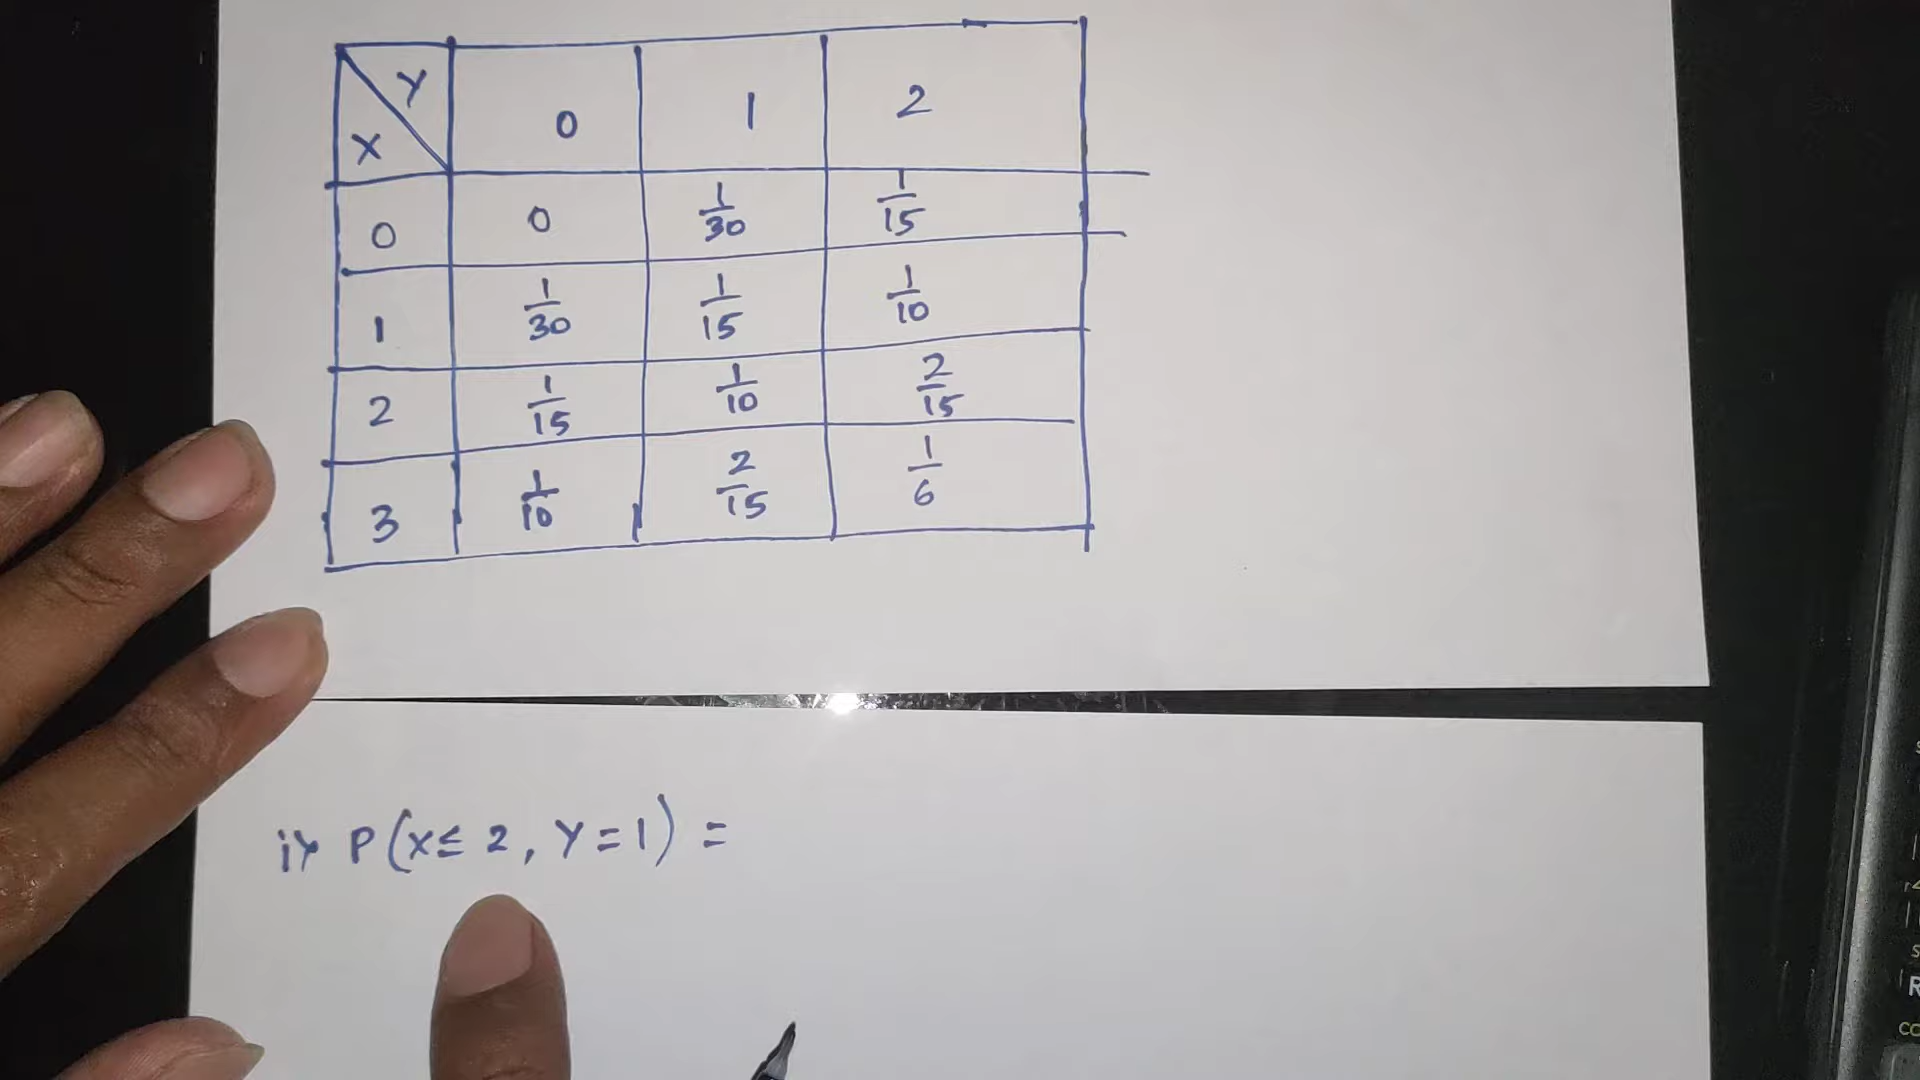 Y
X 0 1 2
0 0 1/30 1/15
1 1/30 1/15 1/10
2 1/15 1/10 2/15
3 1/10 2/15 1/6
i) P(X≤ 2, Y=1) =